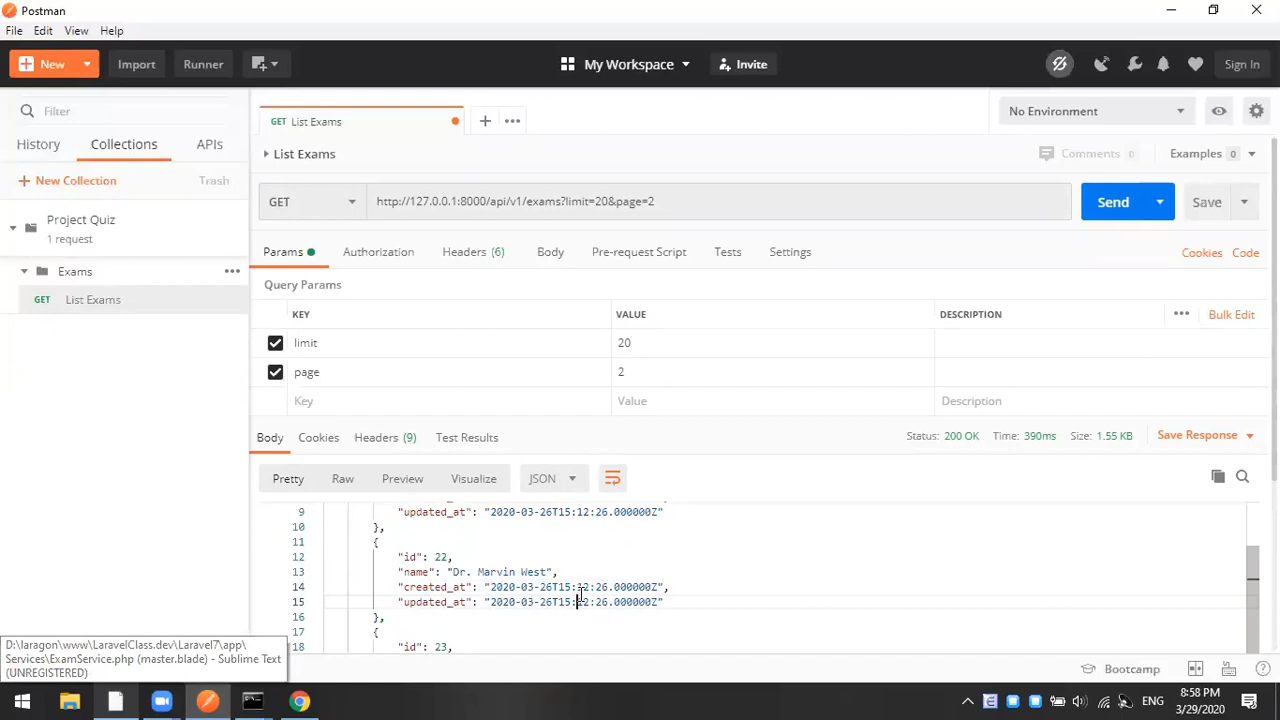 Postman
File Edit View Help
New Import Runner My Workspace Invite Sign In
Filter
History Collections APIs
New Collection Trash
Project Quiz
1 request
Exams
GET List Exams
GET List Exams
No Environment
List Exams
Comments 0 Examples 0
GET http://127.0.0.1:8000/api/v1/exams?limit=20&page=2 Send Save
Params Authorization Headers (6) Body Pre-request Script Tests Settings Cookies Code
Query Params
KEY VALUE DESCRIPTION Bulk Edit
limit 20
page 2
Key Value Description
Body Cookies Headers (9) Test Results Status: 200 OK Time: 390ms Size: 1.55 KB Save Response
Pretty Raw Preview Visualize JSON
9 "updated_at": "2020-03-26T15:12:26.000000Z"
10 },
11 {
12 "id": 22,
13 "name": "Dr. Marvin West",
14 "created_at": "2020-03-26T15:12:26.000000Z",
15 "updated_at": "2020-03-26T15:12:26.000000Z"
16 },
17 {
18 "id": 23,
D:\laragon\www\LaravelClass.dev\Laravel7\app\
Services\ExamService.php (master.blade) - Sublime Text
(UNREGISTERED)
Bootcamp
ENG
8:58 PM
3/29/2020